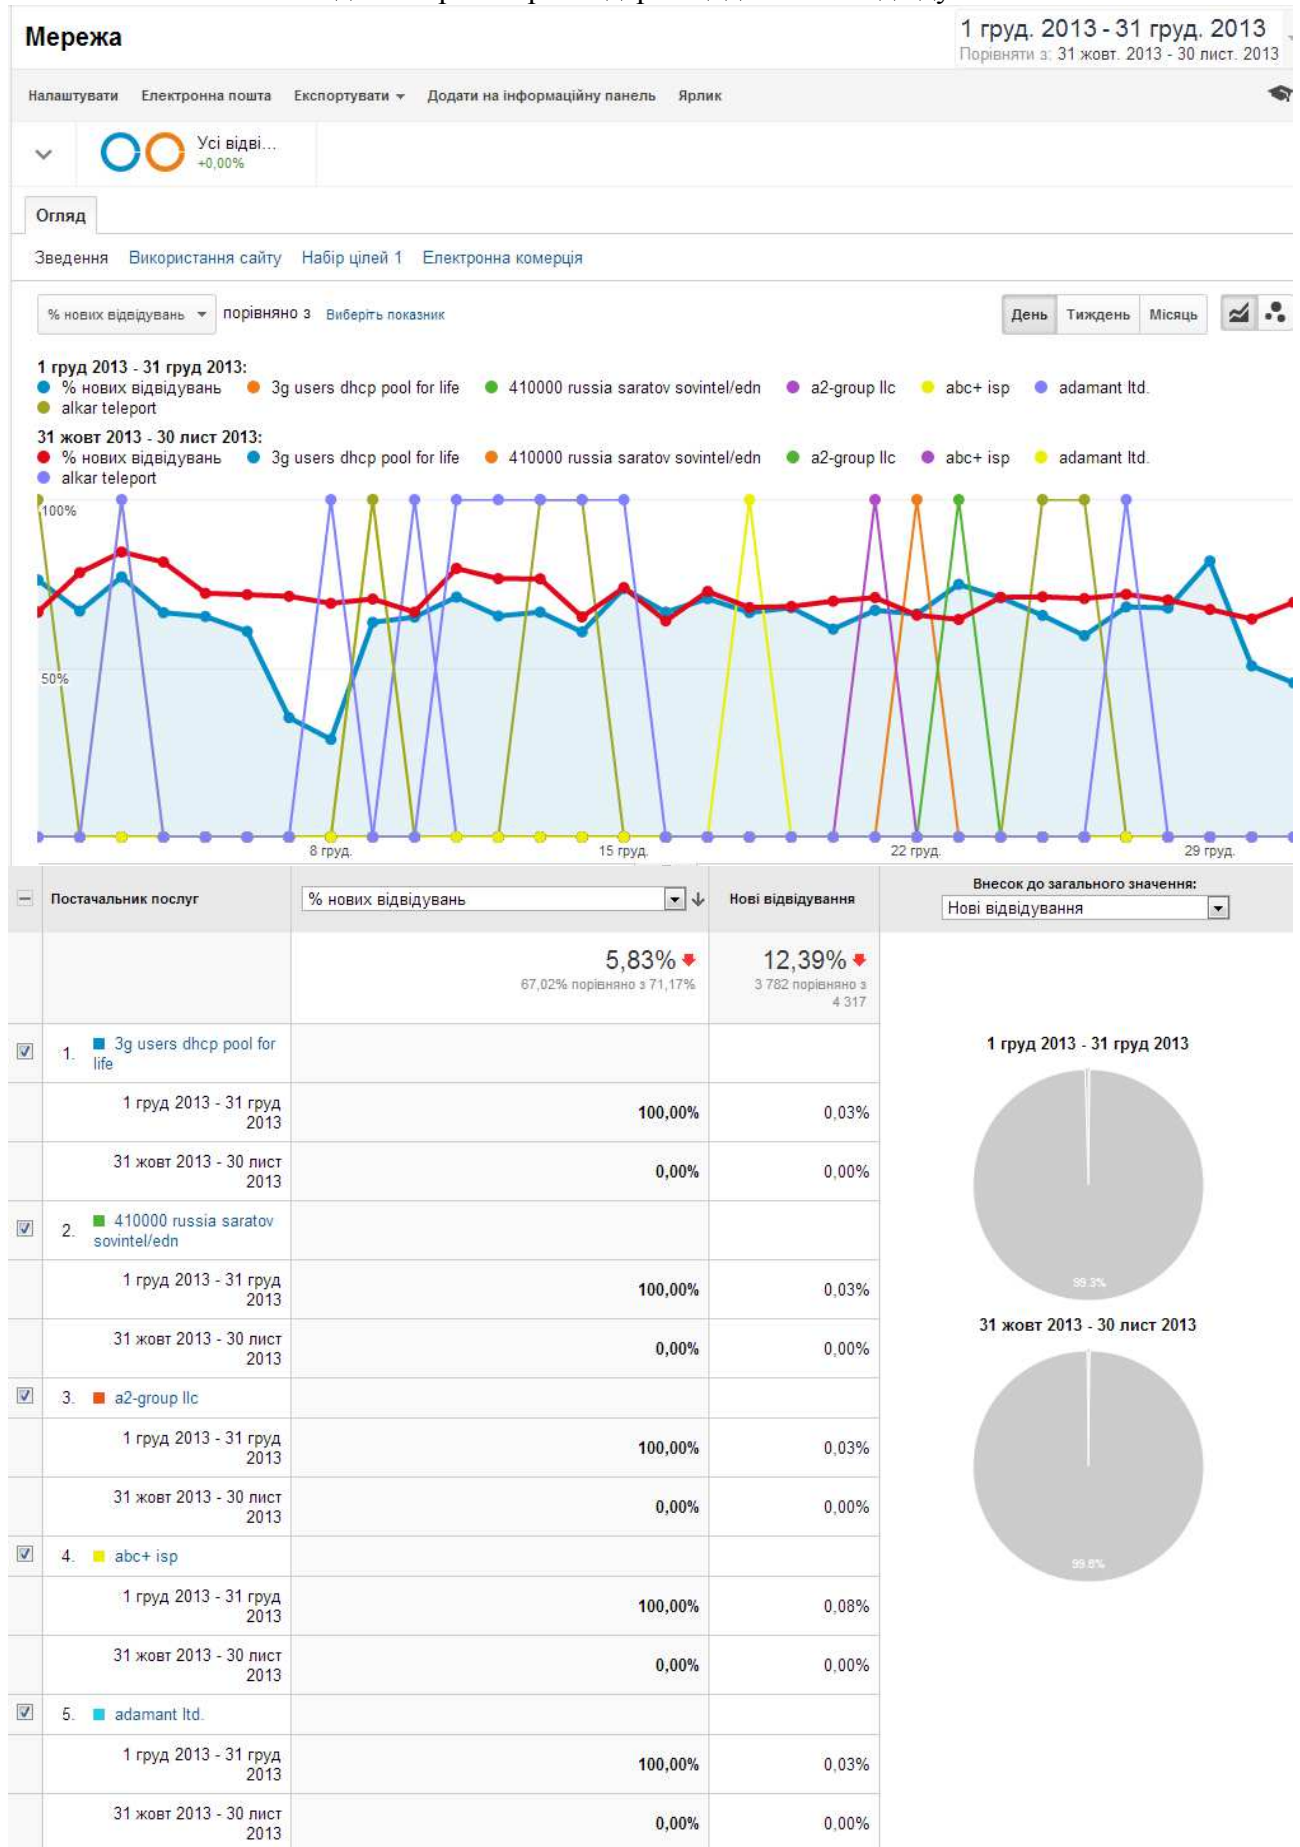 Мережа
1 груд. 2013 - 31 груд. 2013
Порівняти з: 31 жовт. 2013 - 30 лист. 2013
Налаштувати Електронна пошта Експортувати Додати на інформаційну панель Ярлик
Усі відві...
+0,00%
Огляд
Зведення Використання сайту Набір цілей 1 Електронна комерція
% нових відвідувань порівняно з Виберіть показник День Тиждень Місяць
1 груд 2013 - 31 груд 2013:
% нових відвідувань 3g users dhcp pool for life 410000 russia saratov sovintel/edn a2-group llc abc+ isp adamant ltd.
alkar teleport
31 жовт 2013 - 30 лист 2013:
% нових відвідувань 3g users dhcp pool for life 410000 russia saratov sovintel/edn a2-group llc abc+ isp adamant ltd.
alkar teleport
100%
50%
8 груд. 15 груд. 22 груд. 29 груд.
Постачальник послуг % нових відвідувань Нові відвідування
Внесок до загального значення:
Нові відвідування
5,83% 12,39%
67,02% порівняно з 71,17% 3 782 порівняно з
4 317
1. 3g users dhcp pool for
life
1 груд 2013 - 31 груд
2013 100,00% 0,03%
31 жовт 2013 - 30 лист
2013 0,00% 0,00%
2. 410000 russia saratov
sovintel/edn
1 груд 2013 - 31 груд
2013 100,00% 0,03%
31 жовт 2013 - 30 лист
2013 0,00% 0,00%
3. a2-group llc
1 груд 2013 - 31 груд
2013 100,00% 0,03%
31 жовт 2013 - 30 лист
2013 0,00% 0,00%
4. abc+ isp
1 груд 2013 - 31 груд
2013 100,00% 0,08%
31 жовт 2013 - 30 лист
2013 0,00% 0,00%
5. adamant ltd.
1 груд 2013 - 31 груд
2013 100,00% 0,03%
31 жовт 2013 - 30 лист
2013 0,00% 0,00%
1 груд 2013 - 31 груд 2013
99.3%
31 жовт 2013 - 30 лист 2013
99.8%